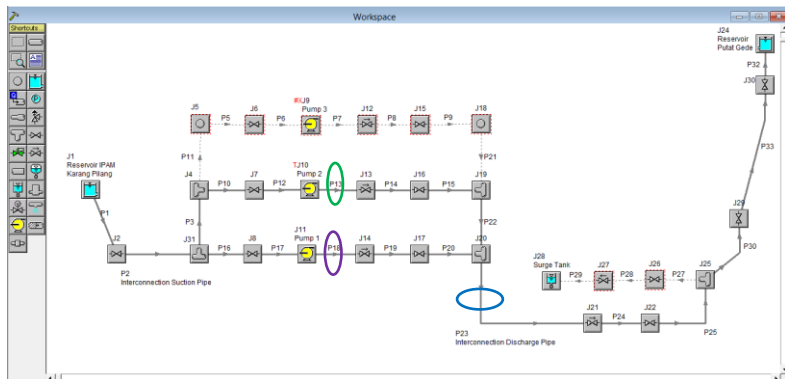 Workspace
Shortcuts...
J24
Reservoir
Putat Gede
P32
J30
J5
J6
J9
Pump 3
J12
J15
J18
P5
P6
P7
P8
P9
P33
P11
P21
J1
Reservoir IPAM
Karang Pilang
J4
J7
TJ10
Pump 2
J13
J16
J19
P10
P12
P13
P14
P15
J29
P1
P3
P22
P30
J2
J31
J8
J11
Pump 1
J14
J17
J20
P16
P17
P18
P19
P20
J28
Surge Tank
J27
J26
J25
P29
P28
P27
P2
Interconnection Suction Pipe
J21
J22
P24
P25
P23
Interconnection Discharge Pipe